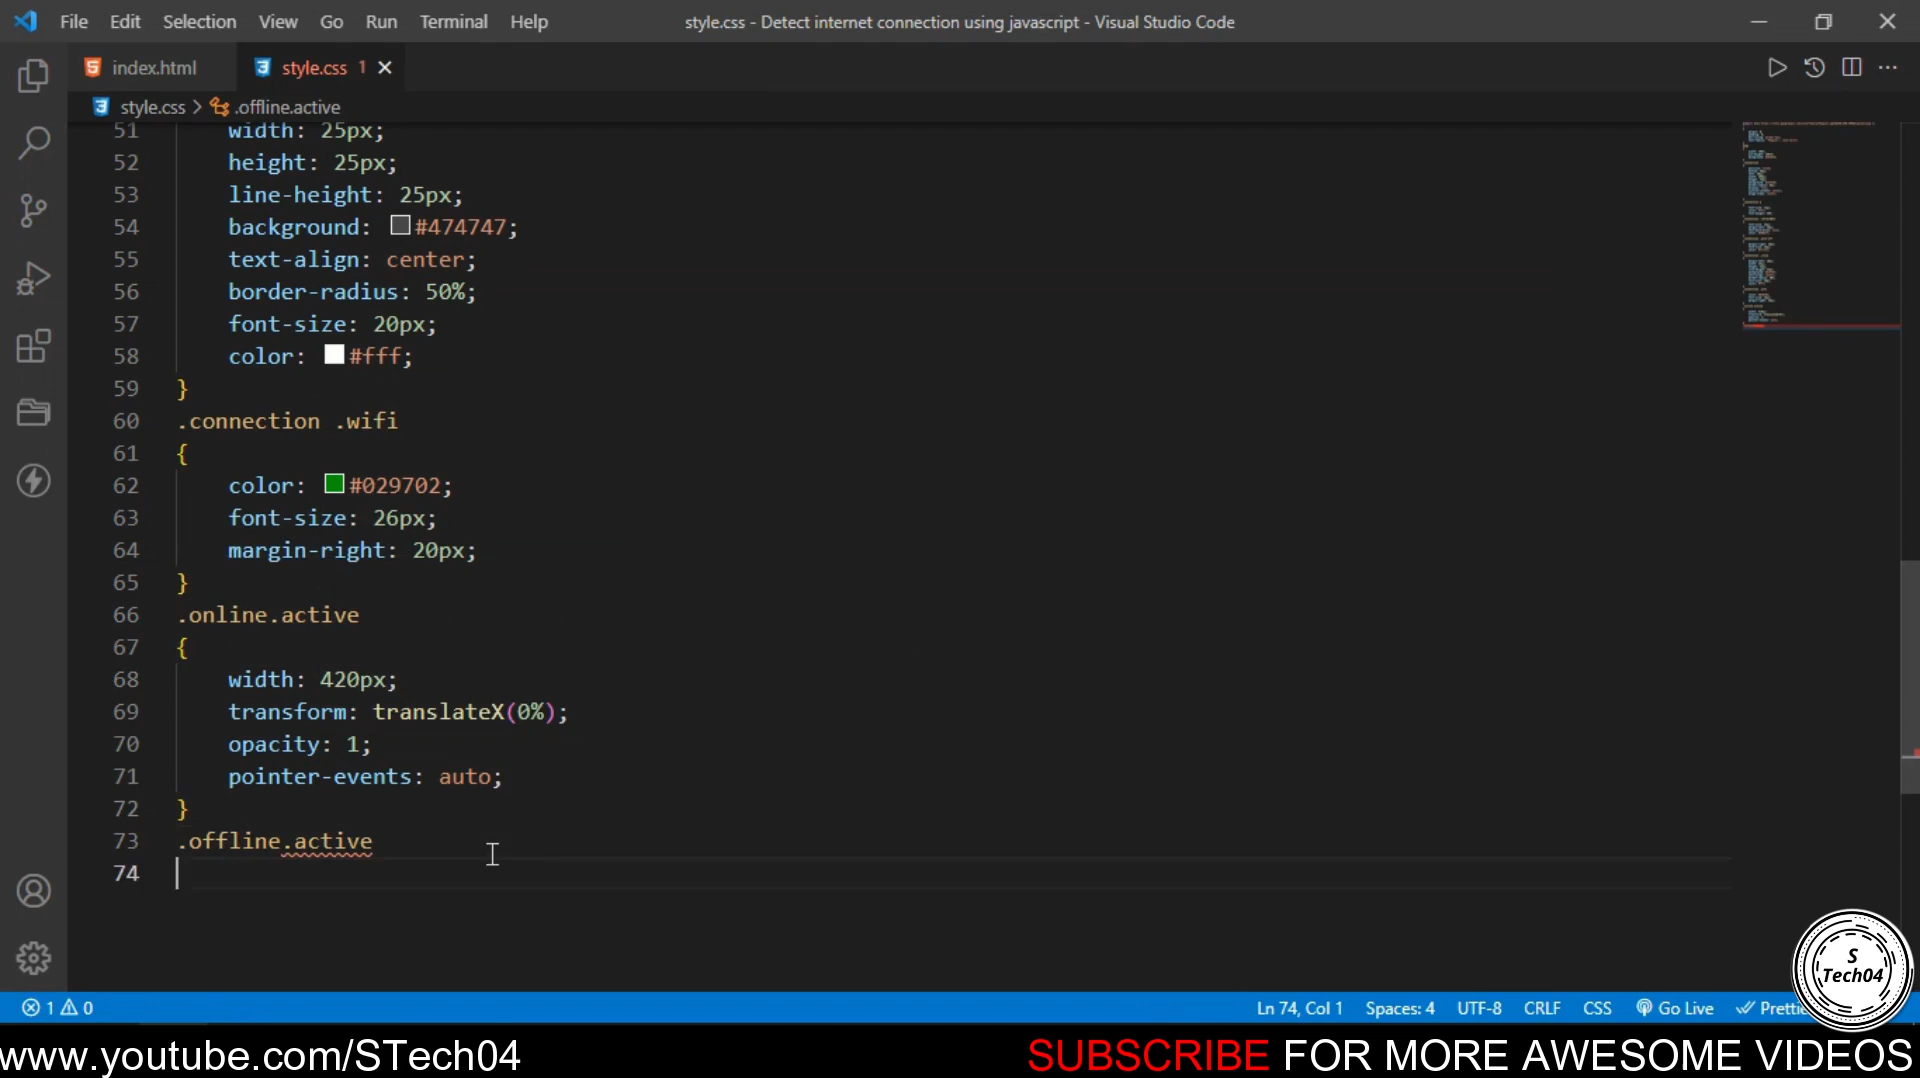 File Edit Selection View Go Run Terminal Help
style.css - Detect internet connection using javascript - Visual Studio Code
index.html
style.css 1
style.css > .offline.active
51 width: 25px;
52 height: 25px;
53 line-height: 25px;
54 background: #474747;
55 text-align: center;
56 border-radius: 50%;
57 font-size: 20px;
58 color: #fff;
59 }
60 .connection .wifi
61 {
62 color: #029702;
63 font-size: 26px;
64 margin-right: 20px;
65 }
66 .online.active
67 {
68 width: 420px;
69 transform: translateX(0%);
70 opacity: 1;
71 pointer-events: auto;
72 }
73 .offline.active
74
S
Tech04
1 0
Ln 74, Col 1 Spaces: 4 UTF-8 CRLF CSS Go Live Prettie
www.youtube.com/STech04
SUBSCRIBE FOR MORE AWESOME VIDEOS